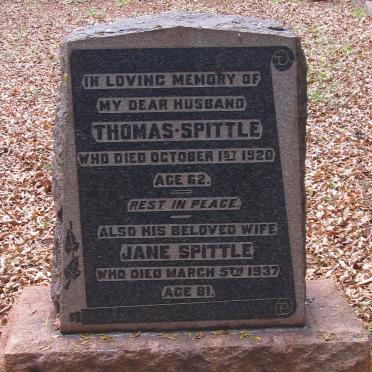 IN LOVING MEMORY OF
MY DEAR HUSBAND
THOMAS·SPITTLE
WHO DIED OCTOBER 1ST 1920
AGE 62.
REST IN PEACE.
ALSO HIS BELOVED WIFE
JANE SPITTLE
WHO DIED MARCH 5TH 1937
AGE 81.